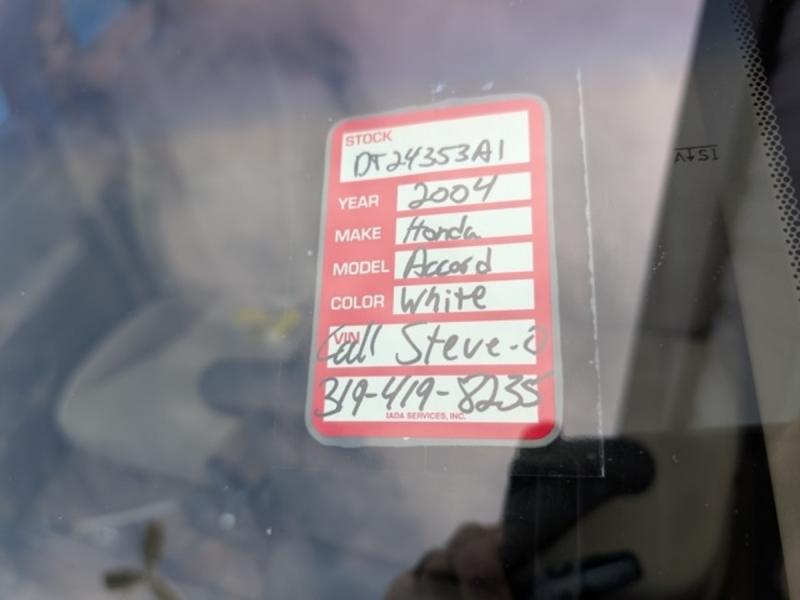 STOCK
DT24353A1
YEAR 2004
MAKE Honda
MODEL Accord
COLOR White
VIN
Call Steve-O
319-419-8235
IADA SERVICES, INC.